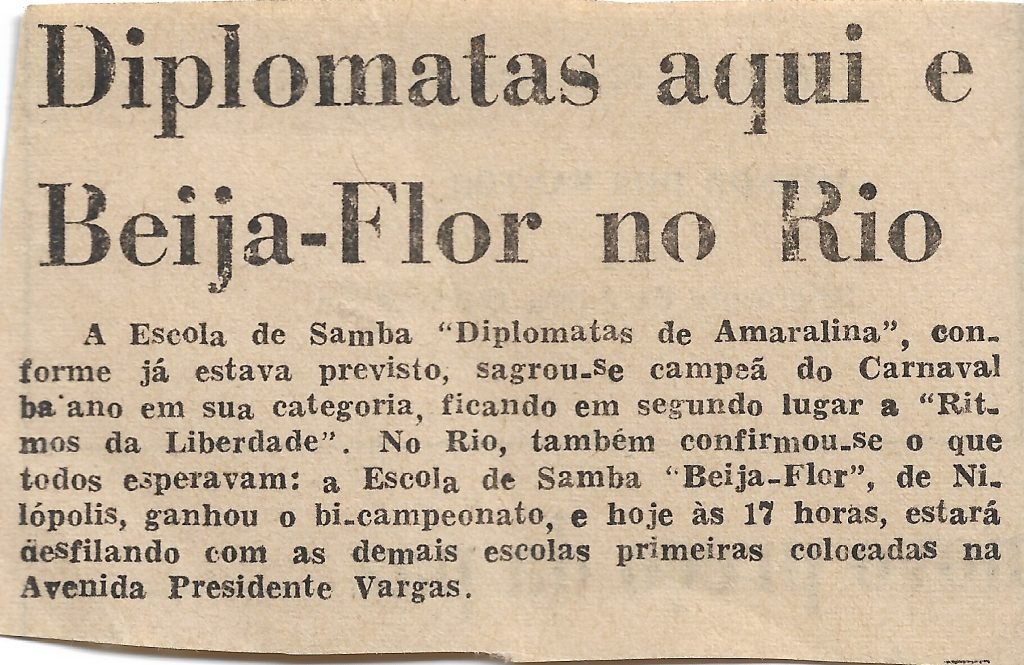 Diplomatas aqui e
Beija-Flor no Rio
A Escola de Samba “Diplomatas de Amaralina”, con-
forme já estava previsto, sagrou-se campeã do Carnaval
ba'ano em sua categoria, ficando em segundo lugar a “Rit-
mos da Liberdade”. No Rio, também confirmou-se o que
todos esperavam: a Escola de Samba “Beija-Flor”, de Ni-
lópolis, ganhou o bi-campeonato, e hoje às 17 horas, estará
desfilando com as demais escolas primeiras colocadas na
Avenida Presidente Vargas.